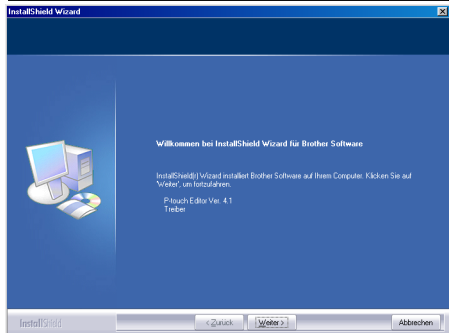 InstallShield Wizard
Willkommen bei InstallShield Wizard für Brother Software
InstallShield(r) Wizard installiert Brother Software auf Ihrem Computer. Klicken Sie auf
'Weiter', um fortzufahren.
P-touch Editor Ver. 4.1
Treiber
InstallShield
< Zurück
Weiter >
Abbrechen